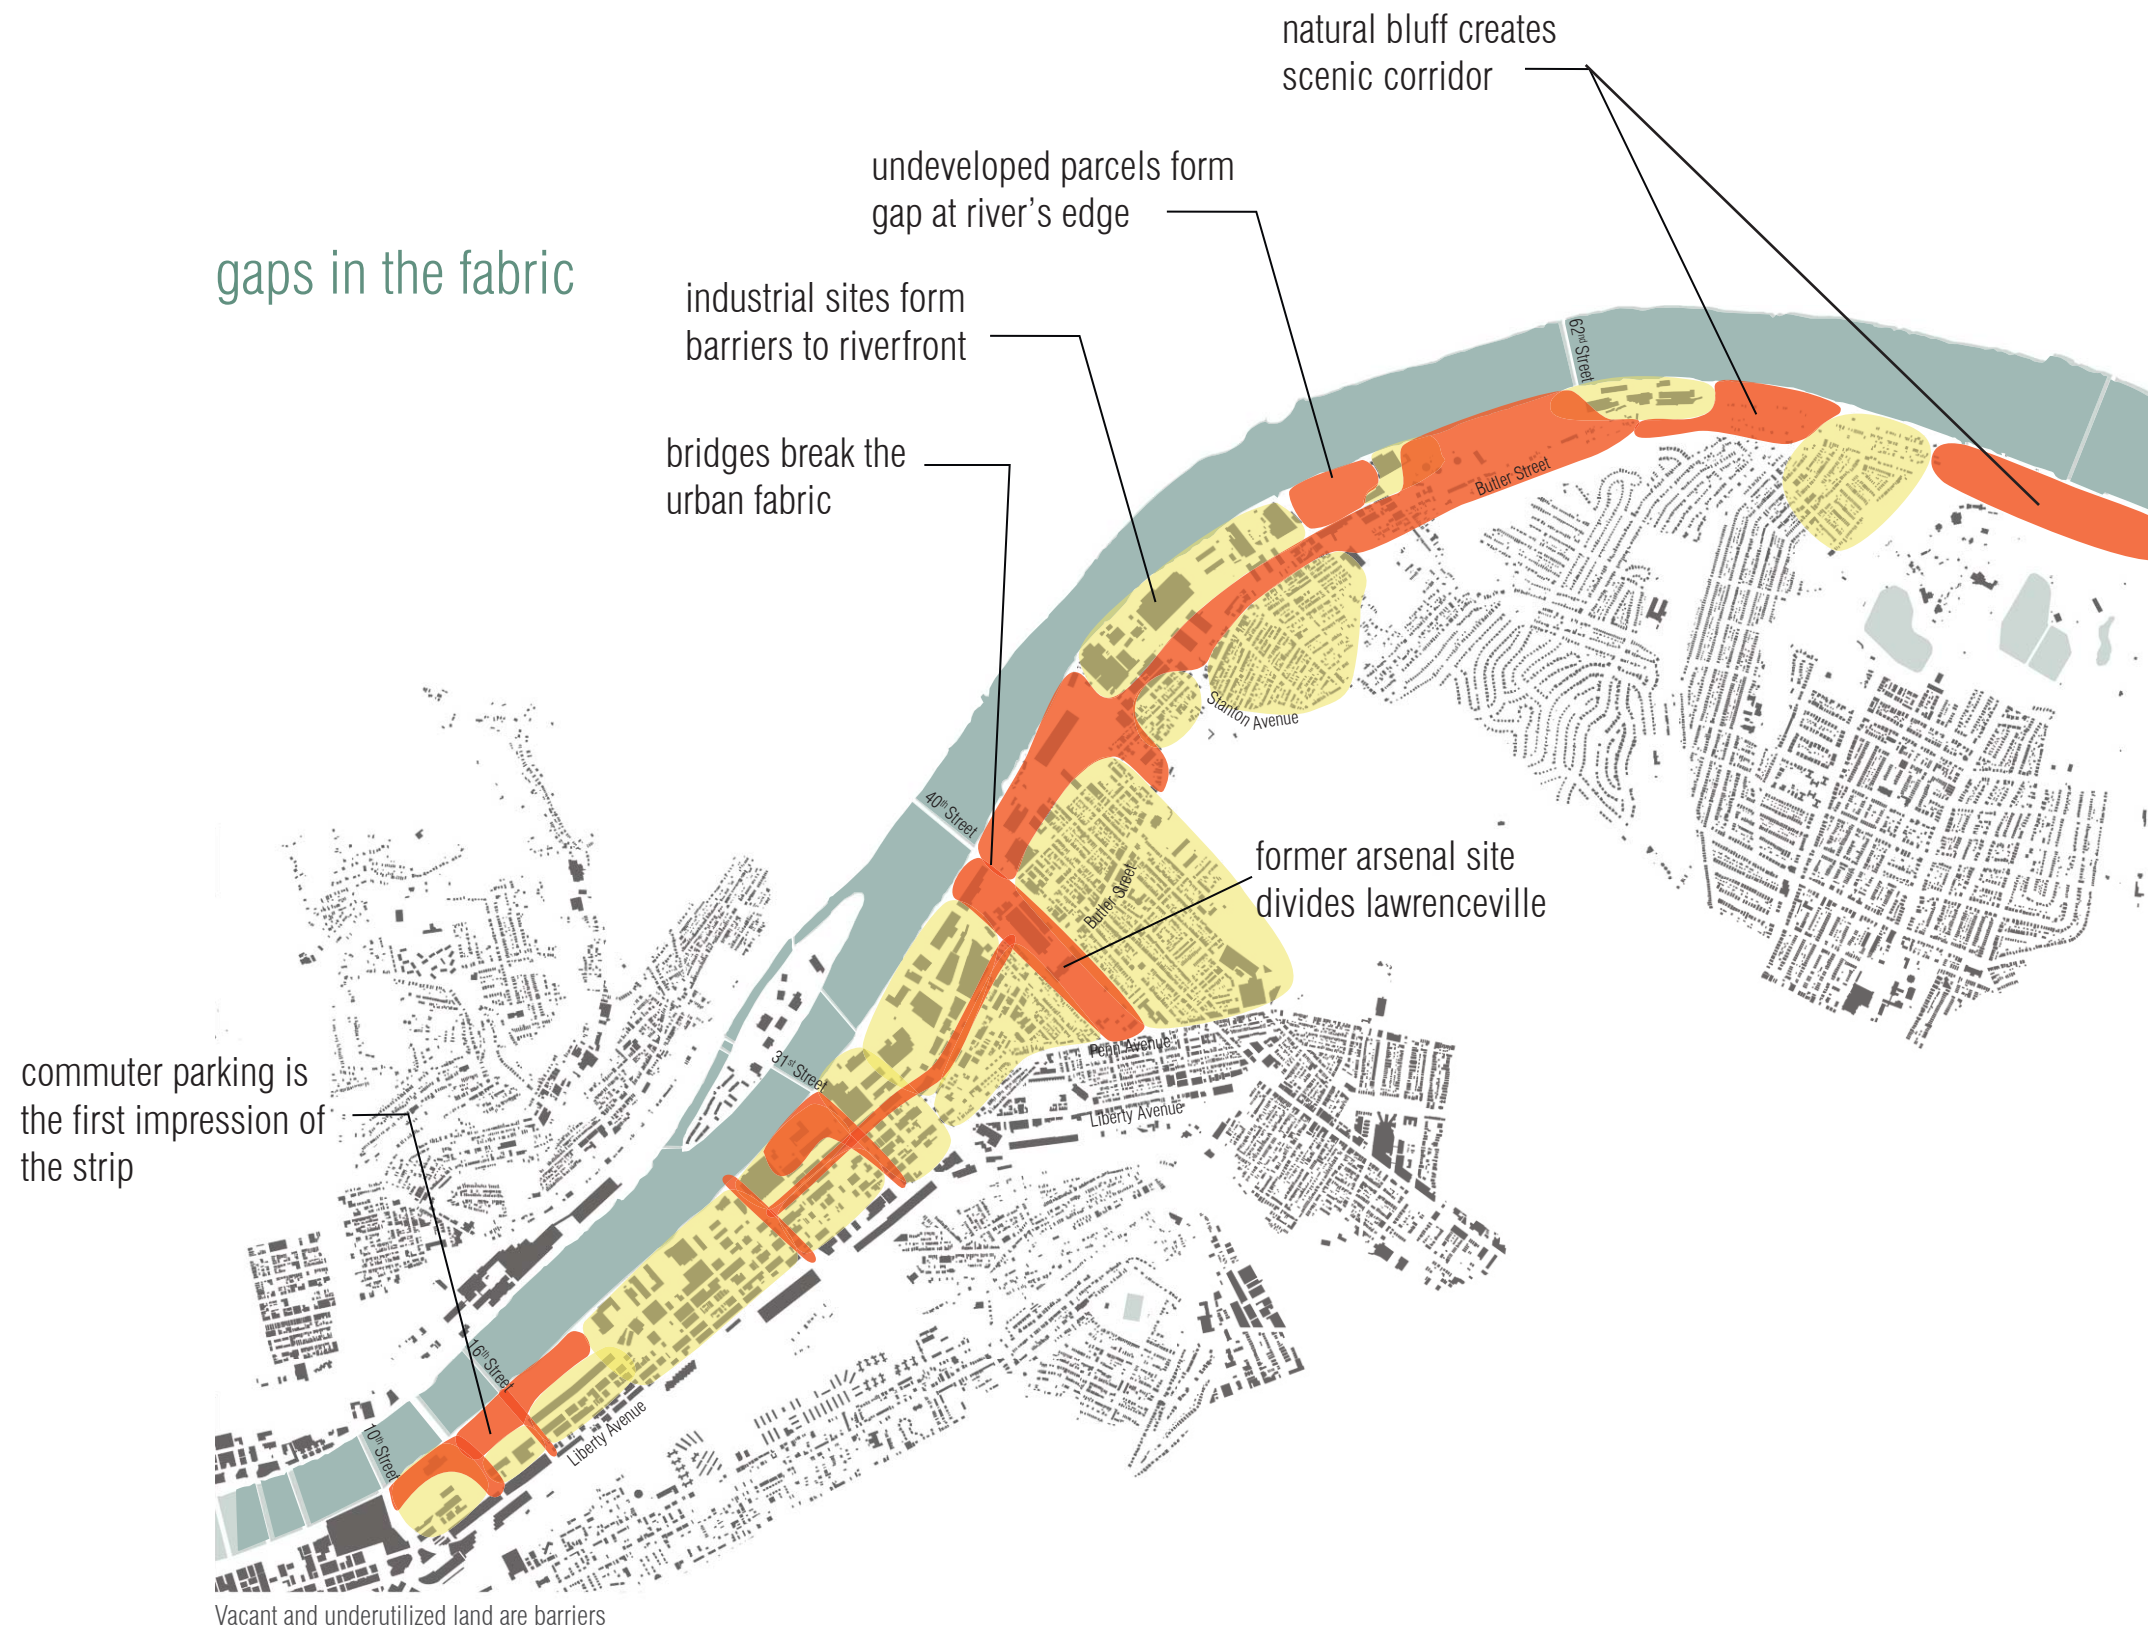 natural bluff creates
scenic corridor
undeveloped parcels form
gap at river's edge
gaps in the fabric
industrial sites form
barriers to riverfront
62nd Street
bridges break the
urban fabric
Butler Street
Stanton Avenue
40th Street
former arsenal site
divides lawrenceville
Butler Street
Penn Avenue
31st Street
commuter parking is
the first impression of
the strip
Liberty Avenue
16th Street
Liberty Avenue
10th Street
Vacant and underutilized land are barriers